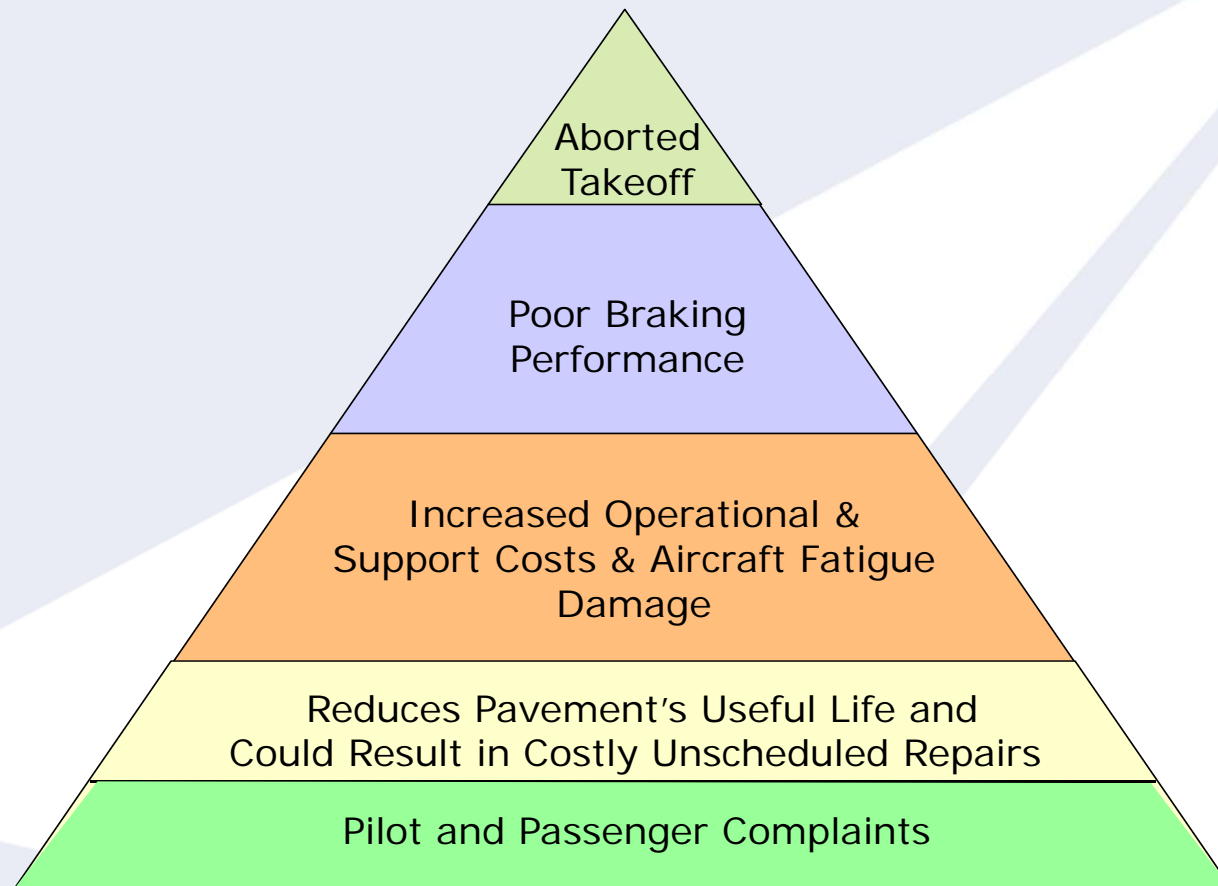 Aborted
Takeoff
Poor Braking
Performance
Increased Operational &
Support Costs & Aircraft Fatigue
Damage
Reduces Pavement’s Useful Life and
Could Result in Costly Unscheduled Repairs
Pilot and Passenger Complaints